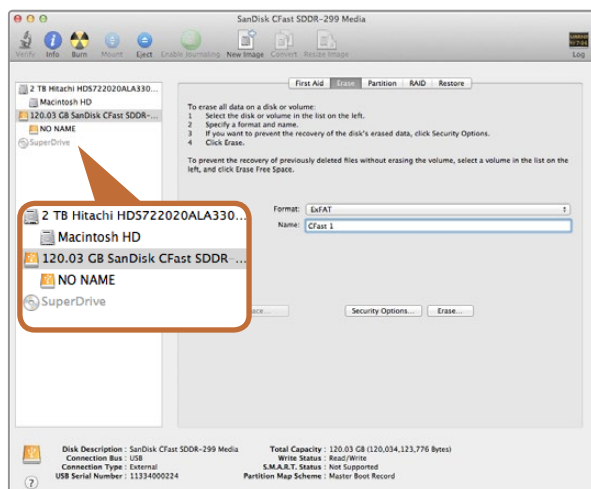 SanDisk CFast SDDR-299 Media
Verify Info Burn Mount Eject Enable Journaling New Image Convert Resize Image Log
2 TB Hitachi HDS722020ALA330...
Macintosh HD
120.03 GB SanDisk CFast SDDR-...
NO NAME
SuperDrive
First Aid Erase Partition RAID Restore
To erase all data on a disk or volume:
1 Select the disk or volume in the list on the left.
2 Specify a format and name.
3 If you want to prevent the recovery of the disk's erased data, click Security Options.
4 Click Erase.
To prevent the recovery of previously deleted files without erasing the volume, select a volume in the list on the
left, and click Erase Free Space.
Format: ExFAT
Name: CFast 1
2 TB Hitachi HDS722020ALA330...
Macintosh HD
120.03 GB SanDisk CFast SDDR-...
NO NAME
SuperDrive
Security Options... Erase...
Disk Description : SanDisk CFast SDDR-299 Media
Connection Bus : USB
Connection Type : External
USB Serial Number : 11334000224
Total Capacity : 120.03 GB (120,034,123,776 Bytes)
Write Status : Read/Write
S.M.A.R.T. Status : Not Supported
Partition Map Scheme : Master Boot Record
?